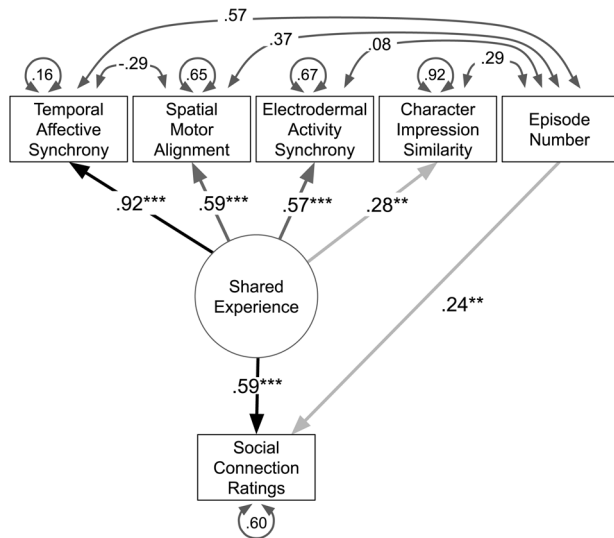 .57
-.29
.37
.08
.29
.16
.65
.67
.92
Temporal
Affective
Synchrony
Spatial
Motor
Alignment
Electrodermal
Activity
Synchrony
Character
Impression
Similarity
Episode
Number
.92***
.59***
.57***
.28**
Shared
Experience
.24**
.59***
Social
Connection
Ratings
.60